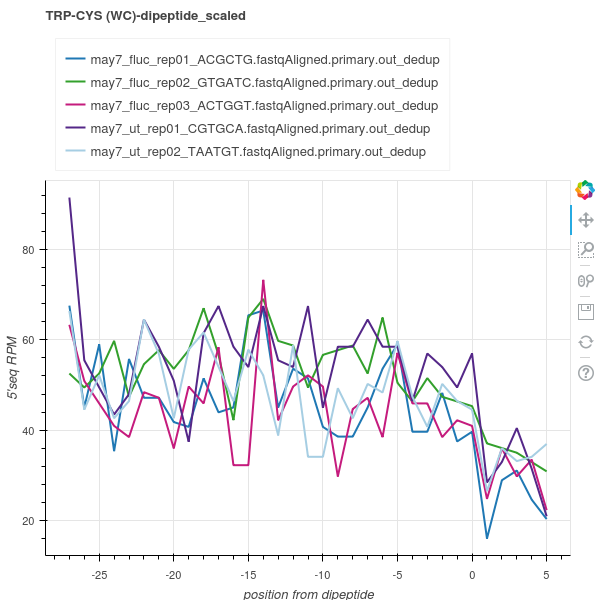 TRP-CYS (WC)-dipeptide_scaled
may7_fluc_rep01_ACGCTG.fastqAligned.primary.out_dedup
may7_fluc_rep02_GTGATC.fastqAligned.primary.out_dedup
may7_fluc_rep03_ACTGGT.fastqAligned.primary.out_dedup
may7_ut_rep01_CGTGCA.fastqAligned.primary.out_dedup
may7_ut_rep02_TAATGT.fastqAligned.primary.out_dedup
80
60
40
20
5'seq RPM
-25 -20 -15 -10 -5 0 5
position from dipeptide